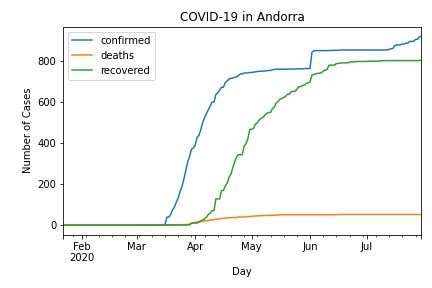 COVID-19 in Andorra
confirmed
deaths
recovered
Number of Cases
800
600
400
200
0
Feb
2020
Mar
Apr
May
Jun
Jul
Day